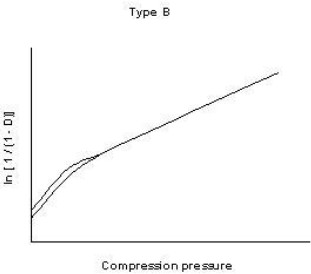 Type B
ln [ 1 / (1 - D)]
Compression pressure